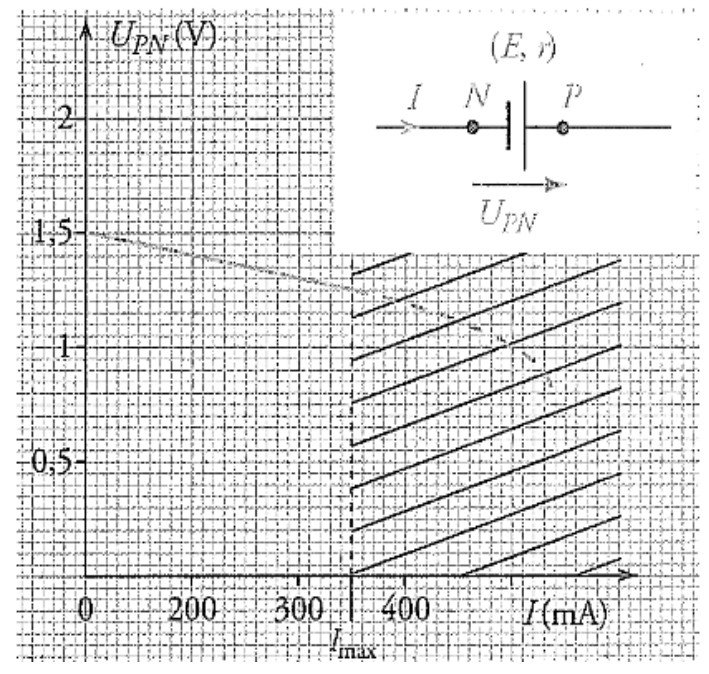 U_PN (V)
(E, r)
I N P
U_PN
2
1,5
1
0,5
0 200 300 400 I (mA)
I_max